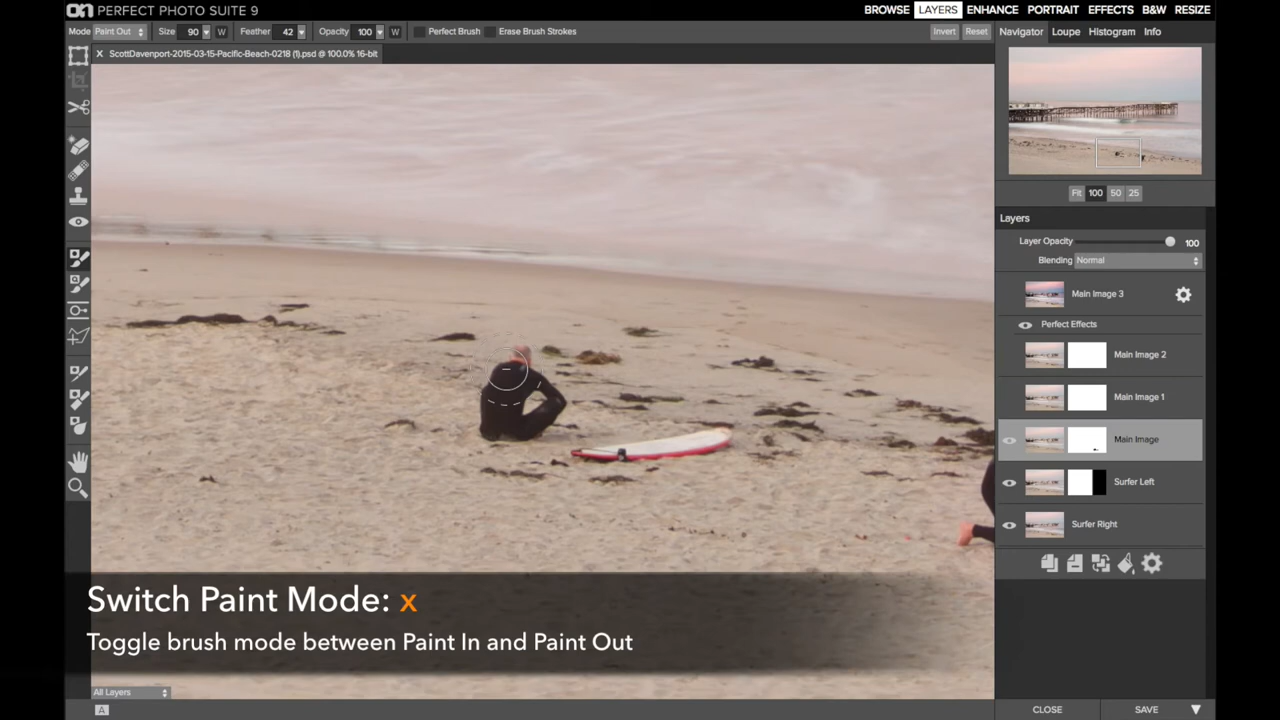 on PERFECT PHOTO SUITE 9
BROWSE LAYERS ENHANCE PORTRAIT EFFECTS B&W RESIZE
Mode Paint Out Size 90 W Feather 42 Opacity 100 W Perfect Brush Erase Brush Strokes Invert Reset
Navigator Loupe Histogram Info
X ScottDavenport-2015-03-15-Pacific-Beach-0218 (1).psd @ 100.0% 16-bit
Fit 100 50 25
Layers
Layer Opacity 100
Blending Normal
Main Image 3
Perfect Effects
Main Image 2
Main Image 1
Main Image
Surfer Left
Surfer Right
Switch Paint Mode: x
Toggle brush mode between Paint In and Paint Out
All Layers
A
CLOSE SAVE